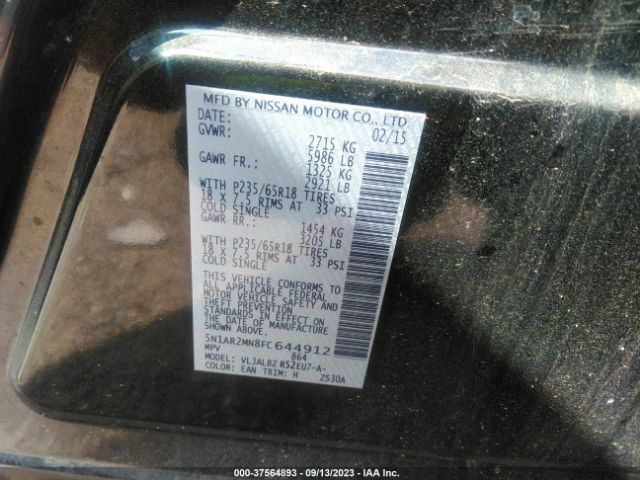 MFD BY NISSAN MOTOR CO., LTD
DATE: 02/15
GVWR: 2715 KG
5986 LB
GAWR FR.: 1325 KG
2921 LB
WITH P235/65R18 TIRES
18 X 7.5 RIMS AT 33 PSI
COLD SINGLE
GAWR RR.: 1454 KG
3205 LB
WITH P235/65R18 TIRES
18 X 7.5 RIMS AT 33 PSI
COLD SINGLE
THIS VEHICLE CONFORMS TO
ALL APPLICABLE FEDERAL
MOTOR VEHICLE SAFETY AND
THEFT PREVENTION
STANDARDS IN EFFECT ON
THE DATE OF MANUFACTURE
SHOWN ABOVE.
5N1AR2MN8FC644912
MPV 864
MODEL: VLJALBZ R52EU7-A-
COLOR: EAN TRIM: H ZS30A
000-37564893 - 09/13/2023 - IAA Inc.